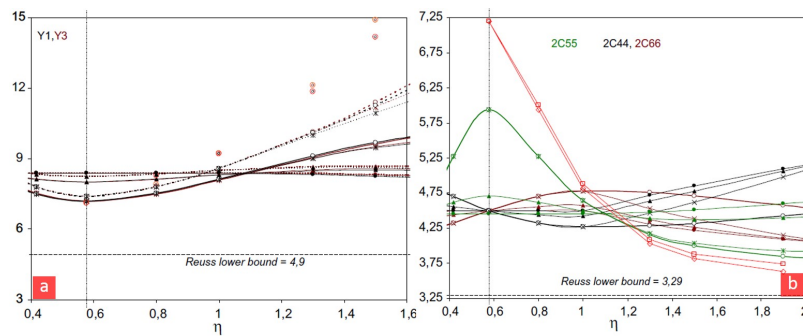 15
12
9
6
3
Y1,Y3
Reuss lower bound = 4,9
a
0,4 0,6 0,8 1 1,2 1,4 1,6
η
7,25
6,75
6,25
5,75
5,25
4,75
4,25
3,75
3,25
2C55 2C44, 2C66
Reuss lower bound = 3,29
b
0,4 0,6 0,8 1 1,2 1,4 1,6 1,8 2
η